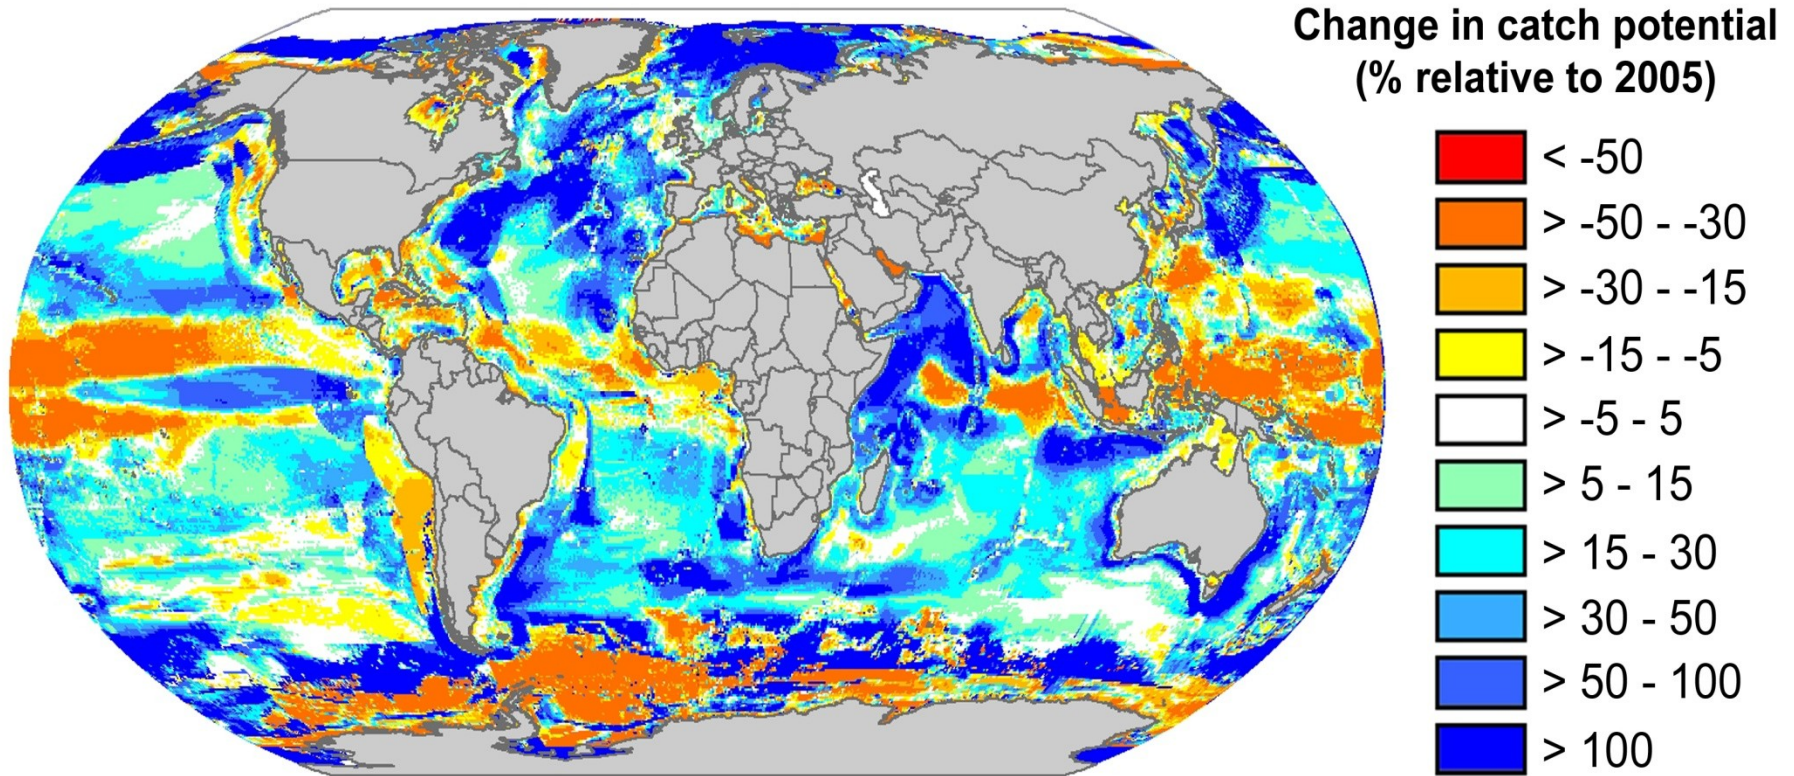 Change in catch potential
(% relative to 2005)
< -50
> -50 - -30
> -30 - -15
> -15 - -5
> -5 - 5
> 5 - 15
> 15 - 30
> 30 - 50
> 50 - 100
> 100